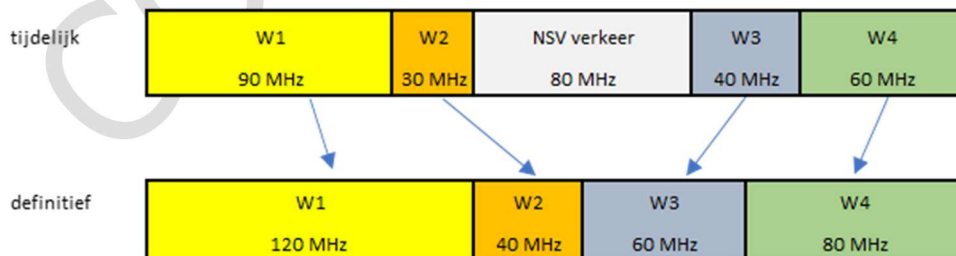 tijdelijk
W1 W2 NSV verkeer W3 W4
90 MHz 30 MHz 80 MHz 40 MHz 60 MHz
definitief
W1 W2 W3 W4
120 MHz 40 MHz 60 MHz 80 MHz